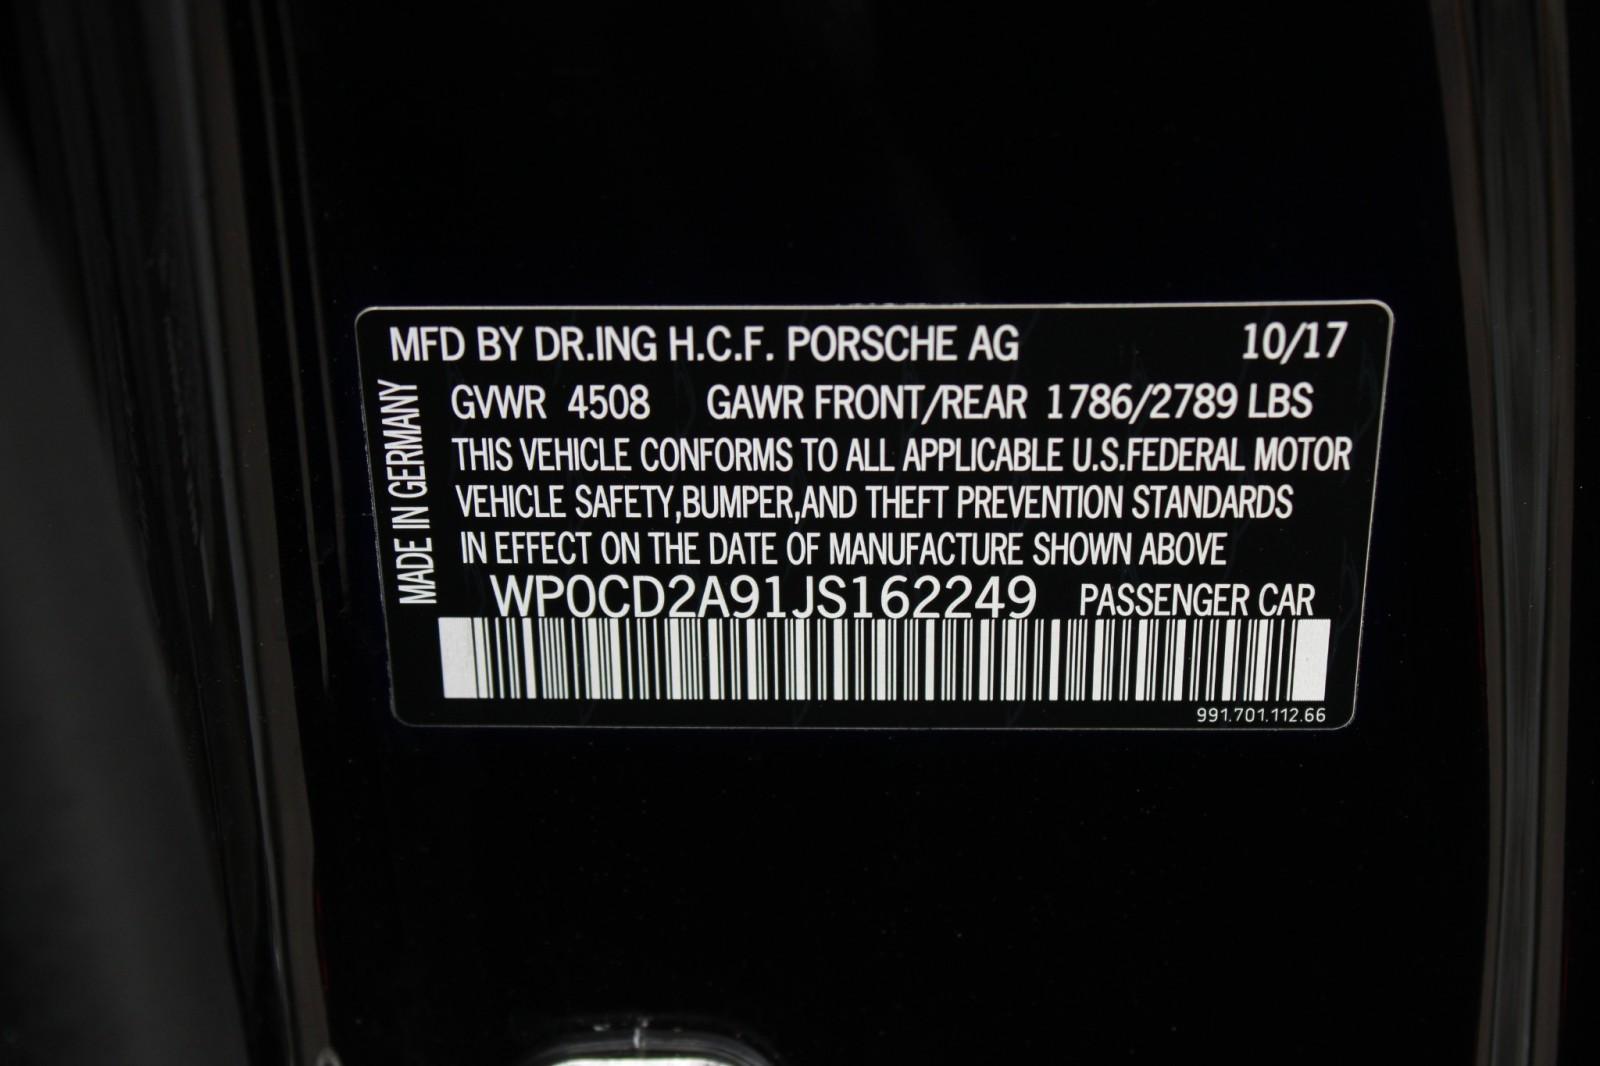 MFD BY DR.ING H.C.F. PORSCHE AG 10/17
MADE IN GERMANY
GVWR 4508 GAWR FRONT/REAR 1786/2789 LBS
THIS VEHICLE CONFORMS TO ALL APPLICABLE U.S.FEDERAL MOTOR
VEHICLE SAFETY,BUMPER,AND THEFT PREVENTION STANDARDS
IN EFFECT ON THE DATE OF MANUFACTURE SHOWN ABOVE
WP0CD2A91JS162249 PASSENGER CAR
991.701.112.66